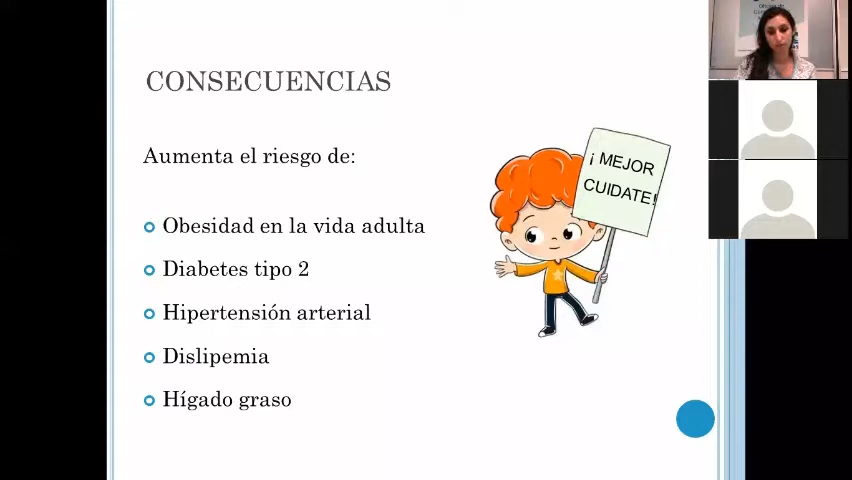 CONSECUENCIAS
Aumenta el riesgo de:
Obesidad en la vida adulta
Diabetes tipo 2
Hipertensión arterial
Dislipemia
Hígado graso
¡ MEJOR
CUIDATE!